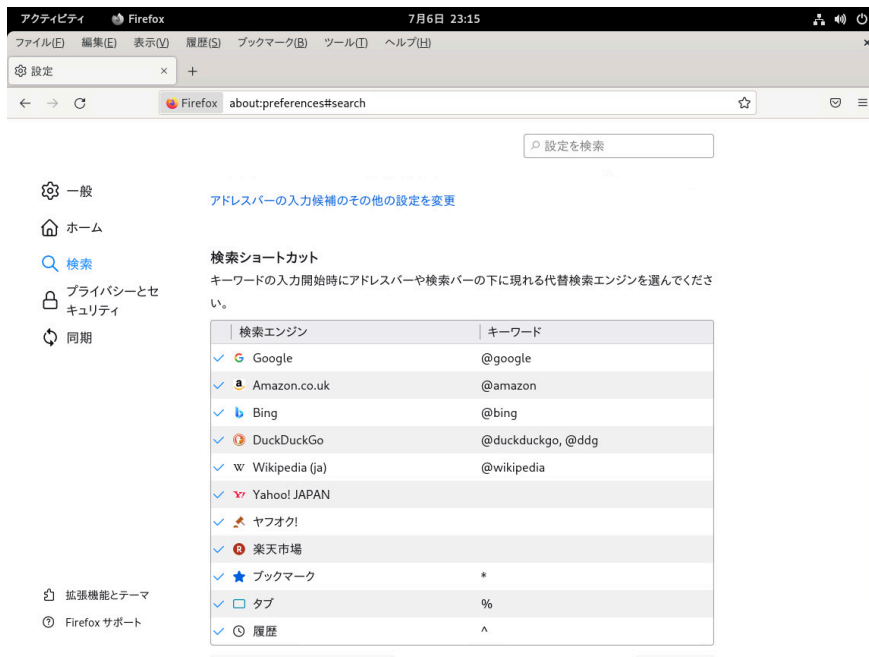 アクティビティ Firefox 7月6日 23:15
ファイル(F) 編集(E) 表示(V) 履歴(S) ブックマーク(B) ツール(T) ヘルプ(H)
設定
Firefox about:preferences#search
設定を検索
一般
アドレスバーの入力候補のその他の設定を変更
ホーム
検索
プライバシーとセ
キュリティ
同期
検索ショートカット
キーワードの入力開始時にアドレスバーや検索バーの下に現れる代替検索エンジンを選んでくださ
い。
検索エンジン キーワード
Google @google
Amazon.co.uk @amazon
Bing @bing
DuckDuckGo @duckduckgo, @ddg
Wikipedia (ja) @wikipedia
Yahoo! JAPAN
ヤフオク!
楽天市場
ブックマーク *
タブ %
履歴 ^
拡張機能とテーマ
Firefox サポート